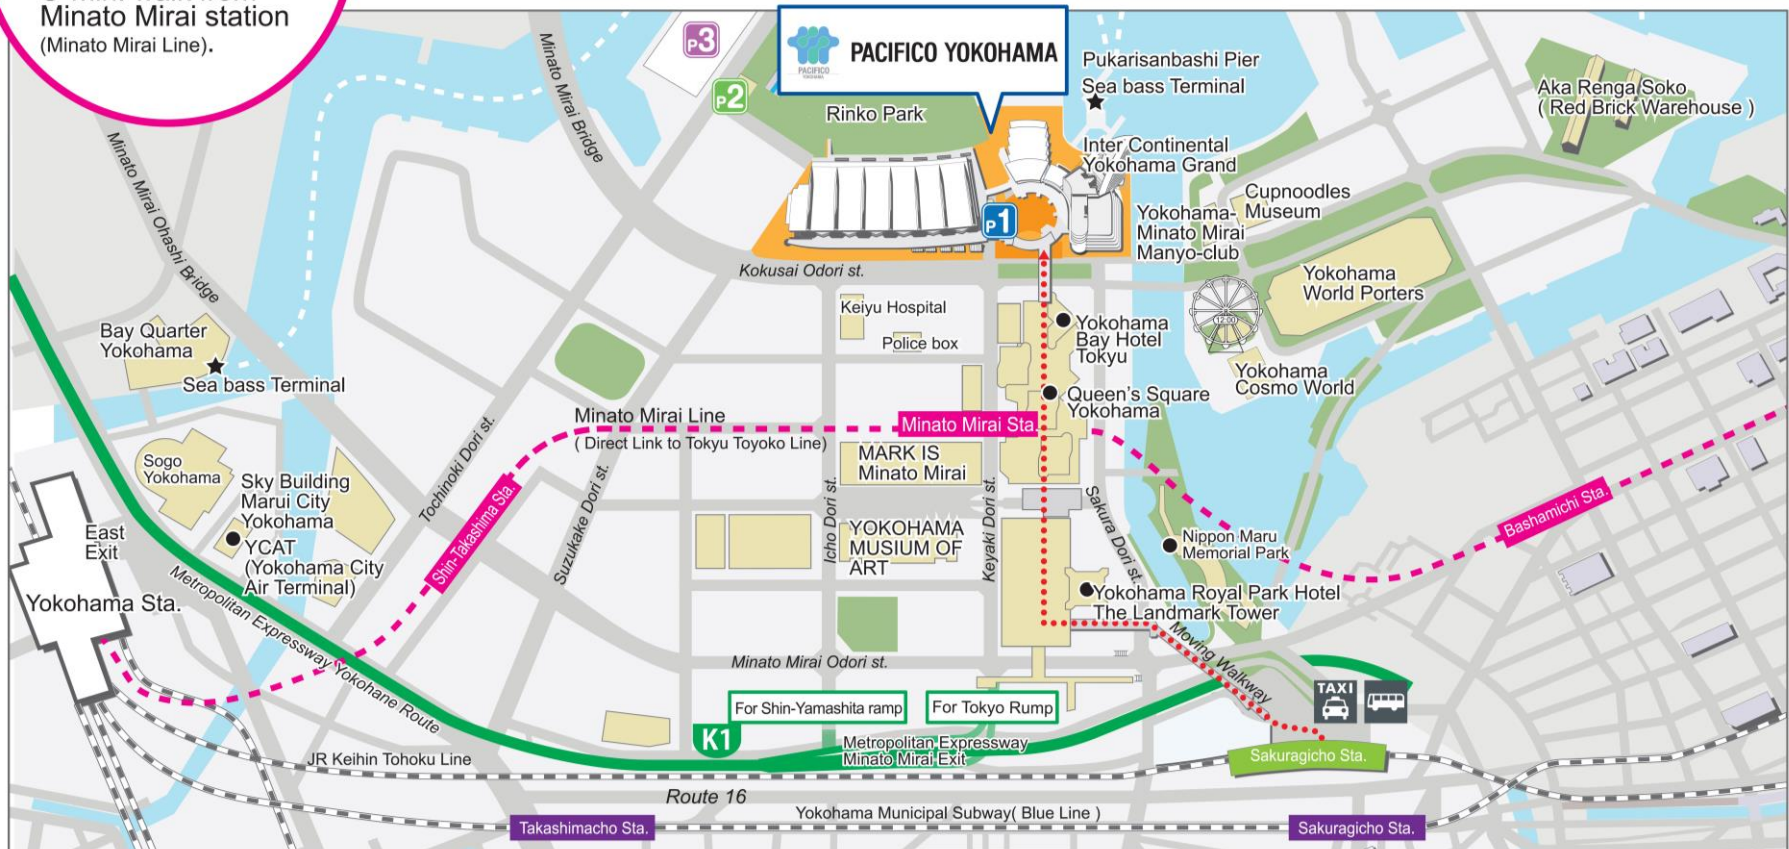 Minato Mirai station
(Minato Mirai Line).
P3
P2
PACIFICO
YOKOHAMA
PACIFICO YOKOHAMA
Pukarisanbashi Pier
Sea bass Terminal
Aka Renga Soko
( Red Brick Warehouse )
Rinko Park
Minato Mirai Bridge
Minato Mirai Ohashi Bridge
Inter Continental
Yokohama Grand
Cupnoodles
Museum
P1
Yokohama-
Minato Mirai
Manyo-club
Kokusai Odori st.
Yokohama
World Porters
12:00
Keiyu Hospital
Police box
Yokohama
Bay Hotel
Tokyu
Yokohama
Cosmo World
Bay Quarter
Yokohama
Sea bass Terminal
Queen's Square
Yokohama
Minato Mirai Line
( Direct Link to Tokyu Toyoko Line)
Minato Mirai Sta.
MARK IS
Minato Mirai
Sogo
Yokohama
Sky Building
Marui City
Yokohama
YCAT
(Yokohama City
Air Terminal)
East
Exit
Yokohama Sta.
Tochinoki Dori st.
Shin-Takashima Sta.
Suzukake Dori st.
Icho Dori st.
YOKOHAMA
MUSIUM OF
ART
Keyaki Dori st.
Sakura Dori st.
Nippon Maru
Memorial Park
Bashamichi Sta.
Yokohama Royal Park Hotel
The Landmark Tower
Metropolitan Expressway Yokohane Route
Minato Mirai Odori st.
Moving Walkway
TAXI
For Shin-Yamashita ramp
For Tokyo Rump
K1
Metropolitan Expressway
Minato Mirai Exit
Sakuragicho Sta.
JR Keihin Tohoku Line
Route 16
Yokohama Municipal Subway( Blue Line )
Takashimacho Sta.
Sakuragicho Sta.